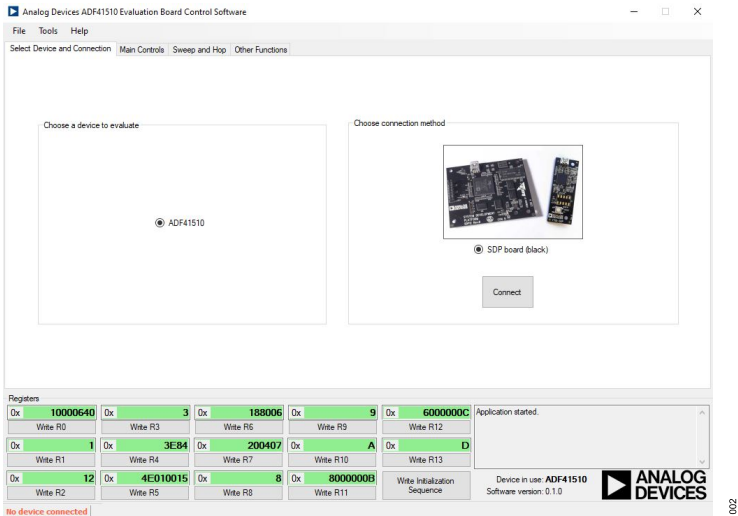 Analog Devices ADF41510 Evaluation Board Control Software
File Tools Help
Select Device and Connection Main Controls Sweep and Hop Other Functions
Choose a device to evaluate
ADF41510
Choose connection method
SDP board (black)
Connect
Registers
0x 10000640 0x 3 0x 188006 0x 9 0x 6000000C
Write R0 Write R3 Write R6 Write R9 Write R12
0x 1 0x 3E84 0x 200407 0x A 0x D
Write R1 Write R4 Write R7 Write R10 Write R13
0x 12 0x 4E010015 0x 8 0x 8000000B
Write R2 Write R5 Write R8 Write R11
Write Initialization
Sequence
Application started.
Device in use: ADF41510
Software version: 0.1.0
ANALOG
DEVICES
No device connected
002